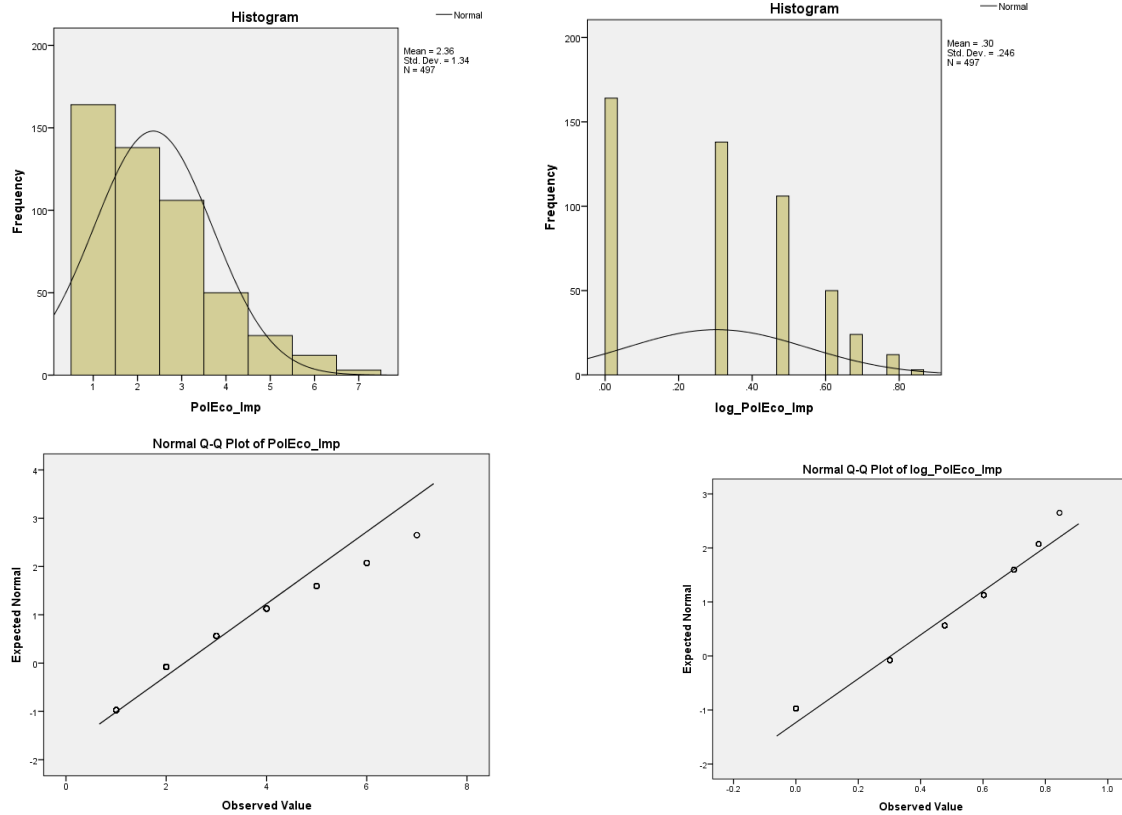 Histogram
Normal
Mean = 2.36
Std. Dev. = 1.34
N = 497
200
150
100
50
0
Frequency
1 2 3 4 5 6 7
PolEco_Imp
Histogram
Normal
Mean = .30
Std. Dev. = .246
N = 497
200
150
100
50
0
Frequency
.00 .20 .40 .60 .80
log_PolEco_Imp
Normal Q-Q Plot of PolEco_Imp
4
3
2
1
0
-1
-2
Expected Normal
0 2 4 6 8
Observed Value
Normal Q-Q Plot of log_PolEco_Imp
3
2
1
0
-1
-2
Expected Normal
-0.2 0.0 0.2 0.4 0.6 0.8 1.0
Observed Value